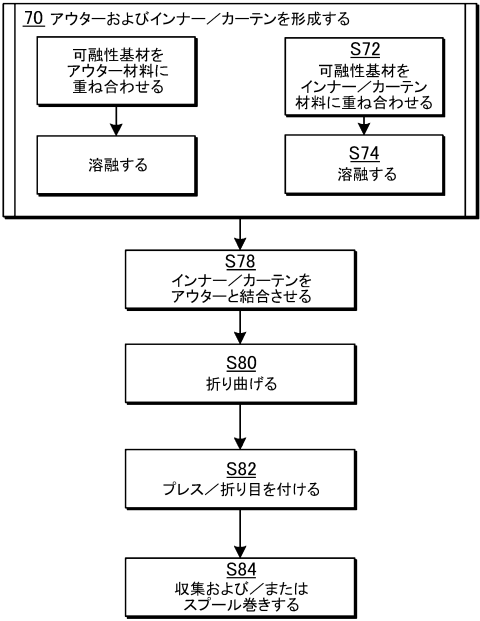 70 アウターおよびインナー／カーテンを形成する
可融性基材を
アウター材料に
重ね合わせる
溶融する
S72
可融性基材を
インナー／カーテン
材料に重ね合わせる
S74
溶融する
S78
インナー／カーテンを
アウターと結合させる
S80
折り曲げる
S82
プレス／折り目を付ける
S84
収集および／または
スプール巻きする